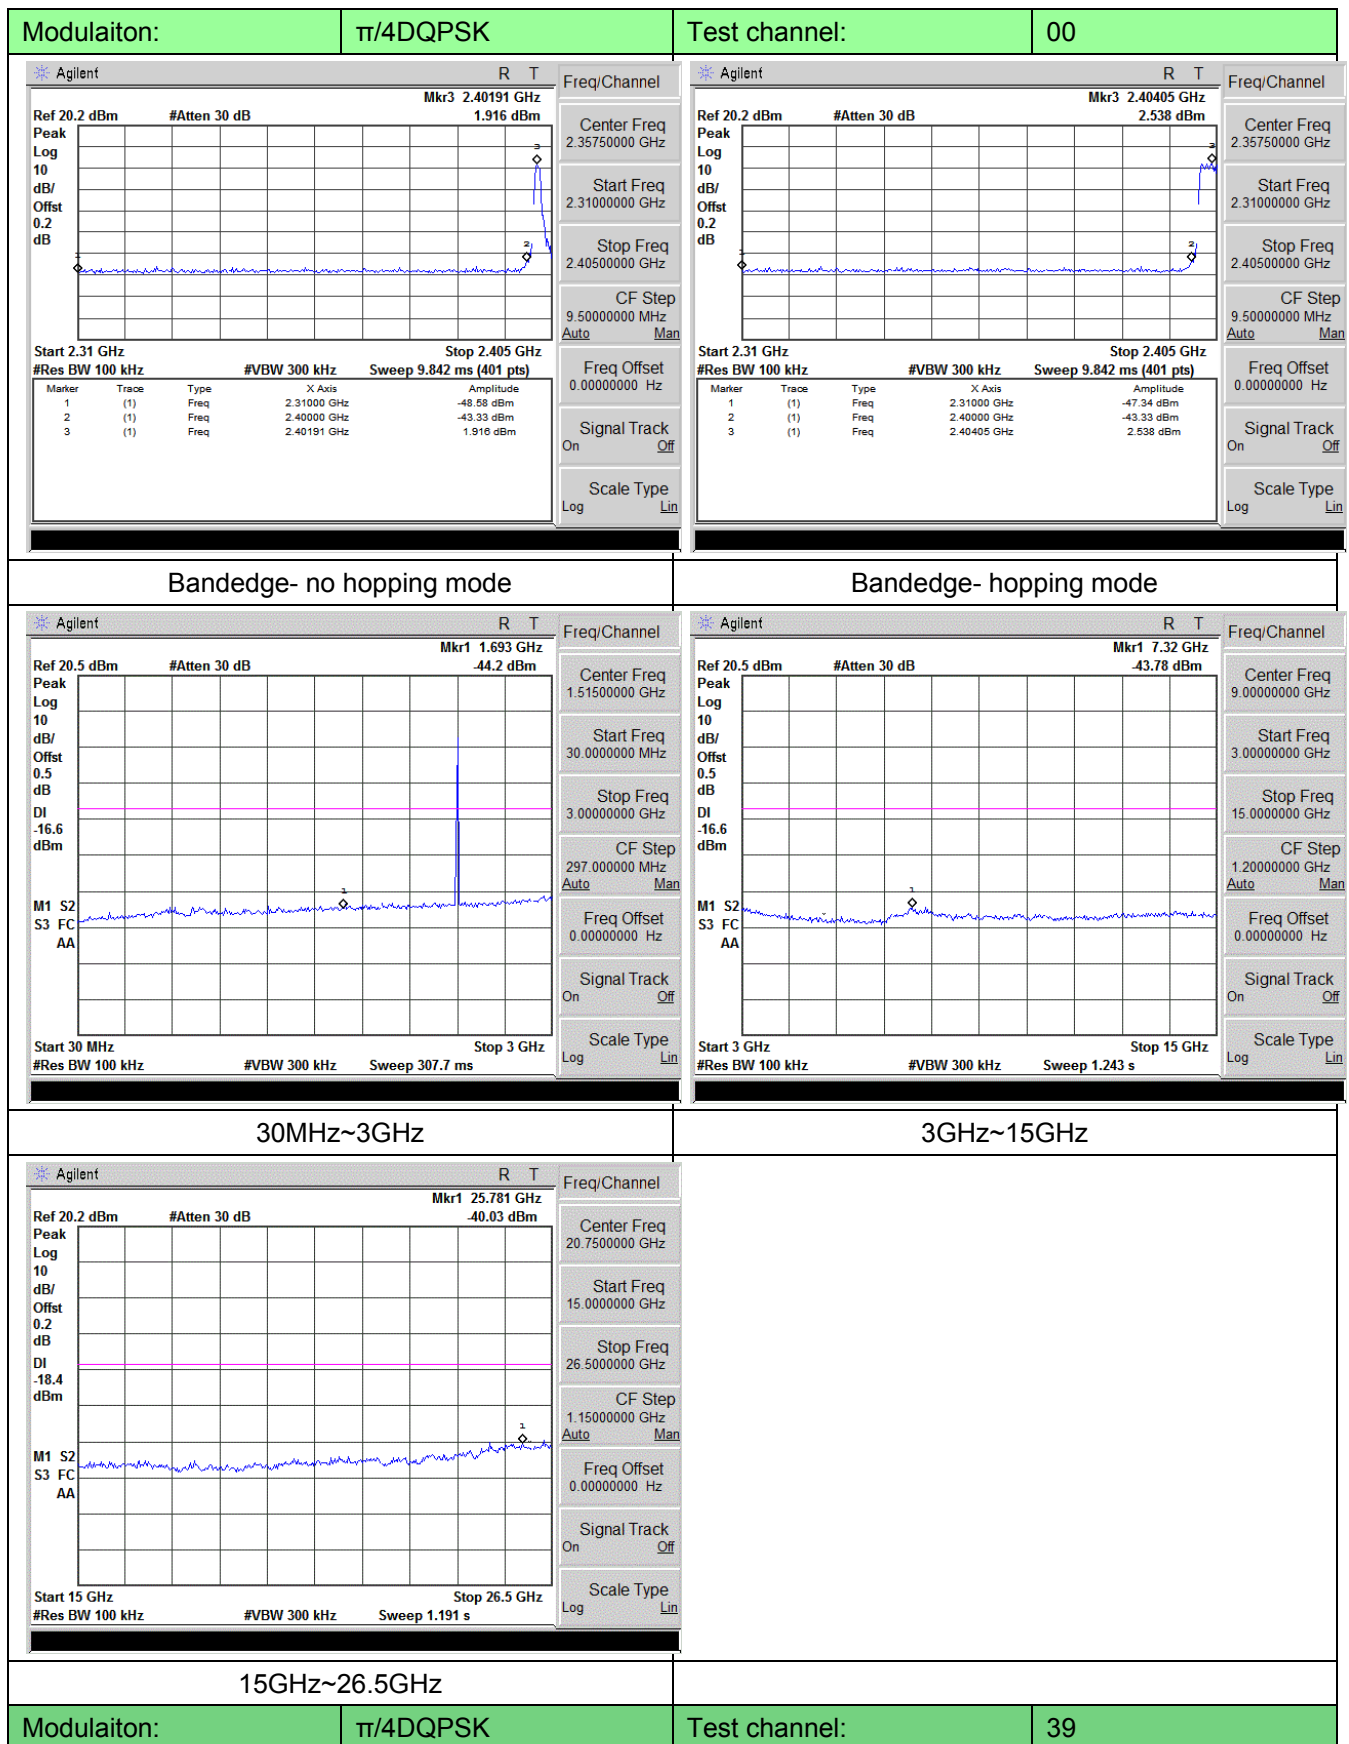 Modulaiton: π/4DQPSK Test channel: 00
Agilent R T
Mkr3 2.40191 GHz
Ref 20.2 dBm #Atten 30 dB 1.916 dBm
Peak
Log
10
dB/
Offst
0.2
dB
3
2
1
Start 2.31 GHz Stop 2.405 GHz
#Res BW 100 kHz #VBW 300 kHz Sweep 9.842 ms (401 pts)
Marker Trace Type X Axis Amplitude
1 (1) Freq 2.31000 GHz -48.58 dBm
2 (1) Freq 2.40000 GHz -43.33 dBm
3 (1) Freq 2.40191 GHz 1.916 dBm
Freq/Channel
Center Freq
2.35750000 GHz
Start Freq
2.31000000 GHz
Stop Freq
2.40500000 GHz
CF Step
9.50000000 MHz
Auto Man
Freq Offset
0.00000000 Hz
Signal Track
On Off
Scale Type
Log Lin
Agilent R T
Mkr3 2.40405 GHz
Ref 20.2 dBm #Atten 30 dB 2.538 dBm
Peak
Log
10
dB/
Offst
0.2
dB
3
2
1
Start 2.31 GHz Stop 2.405 GHz
#Res BW 100 kHz #VBW 300 kHz Sweep 9.842 ms (401 pts)
Marker Trace Type X Axis Amplitude
1 (1) Freq 2.31000 GHz -47.34 dBm
2 (1) Freq 2.40000 GHz -43.33 dBm
3 (1) Freq 2.40405 GHz 2.538 dBm
Freq/Channel
Center Freq
2.35750000 GHz
Start Freq
2.31000000 GHz
Stop Freq
2.40500000 GHz
CF Step
9.50000000 MHz
Auto Man
Freq Offset
0.00000000 Hz
Signal Track
On Off
Scale Type
Log Lin
Bandedge- no hopping mode Bandedge- hopping mode
Agilent R T
Mkr1 1.693 GHz
Ref 20.5 dBm #Atten 30 dB -44.2 dBm
Peak
Log
10
dB/
Offst
0.5
dB
DI
-16.6
dBm
1
M1 S2
S3 FC
AA
Start 30 MHz Stop 3 GHz
#Res BW 100 kHz #VBW 300 kHz Sweep 307.7 ms
Freq/Channel
Center Freq
1.51500000 GHz
Start Freq
30.0000000 MHz
Stop Freq
3.00000000 GHz
CF Step
297.000000 MHz
Auto Man
Freq Offset
0.00000000 Hz
Signal Track
On Off
Scale Type
Log Lin
Agilent R T
Mkr1 7.32 GHz
Ref 20.5 dBm #Atten 30 dB -43.78 dBm
Peak
Log
10
dB/
Offst
0.5
dB
DI
-16.6
dBm
1
M1 S2
S3 FC
AA
Start 3 GHz Stop 15 GHz
#Res BW 100 kHz #VBW 300 kHz Sweep 1.243 s
Freq/Channel
Center Freq
9.00000000 GHz
Start Freq
3.00000000 GHz
Stop Freq
15.0000000 GHz
CF Step
1.20000000 GHz
Auto Man
Freq Offset
0.00000000 Hz
Signal Track
On Off
Scale Type
Log Lin
30MHz~3GHz 3GHz~15GHz
Agilent R T
Mkr1 25.781 GHz
Ref 20.2 dBm #Atten 30 dB -40.03 dBm
Peak
Log
10
dB/
Offst
0.2
dB
DI
-18.4
dBm
1
M1 S2
S3 FC
AA
Start 15 GHz Stop 26.5 GHz
#Res BW 100 kHz #VBW 300 kHz Sweep 1.191 s
Freq/Channel
Center Freq
20.7500000 GHz
Start Freq
15.0000000 GHz
Stop Freq
26.5000000 GHz
CF Step
1.15000000 GHz
Auto Man
Freq Offset
0.00000000 Hz
Signal Track
On Off
Scale Type
Log Lin
15GHz~26.5GHz
Modulaiton: π/4DQPSK Test channel: 39